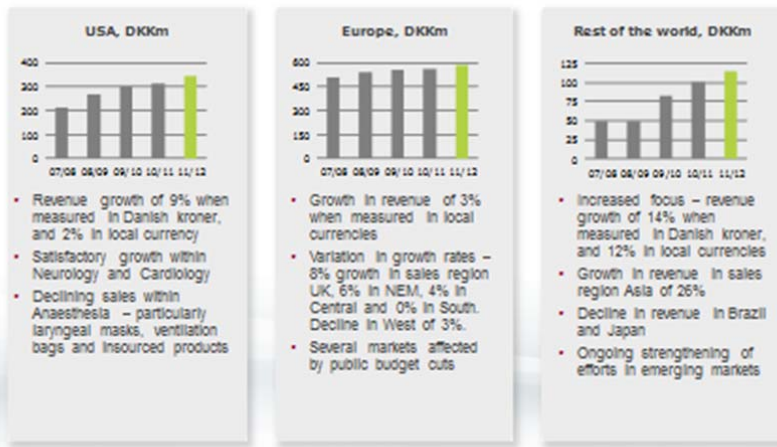 USA, DKKm
400
300
200
100
0
07/08 08/09 09/10 10/11 11/12
Revenue growth of 9% when
measured in Danish kroner,
and 2% in local currency
Satisfactory growth within
Neurology and Cardiology
Declining sales within
Anaesthesia – particularly
laryngeal masks, ventilation
bags and insourced products
Europe, DKKm
600
450
300
150
0
07/08 08/09 09/10 10/11 11/12
Growth in revenue of 3%
when measured in local
currencies
Variation in growth rates –
8% growth in sales region
UK, 6% in NEM, 4% in
Central and 0% in South.
Decline in West of 3%.
Several markets affected
by public budget cuts
Rest of the world, DKKm
125
100
75
50
25
0
07/08 08/09 09/10 10/11 11/12
Increased focus – revenue
growth of 14% when
measured in Danish kroner,
and 12% in local currencies
Growth in revenue in sales
region Asia of 26%
Decline in revenue in Brazil
and Japan
Ongoing strengthening of
efforts in emerging markets